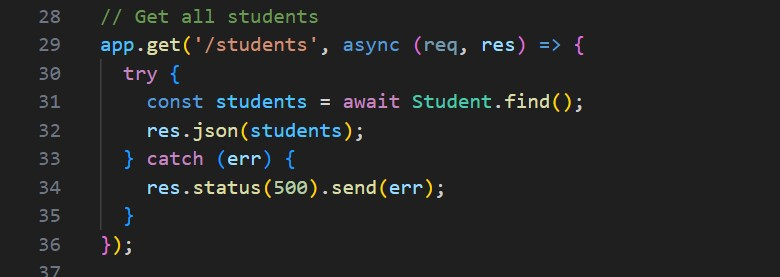 28 // Get all students
29 app.get('/students', async (req, res) => {
30   try {
31     const students = await Student.find();
32     res.json(students);
33   } catch (err) {
34     res.status(500).send(err);
35   }
36 });
37